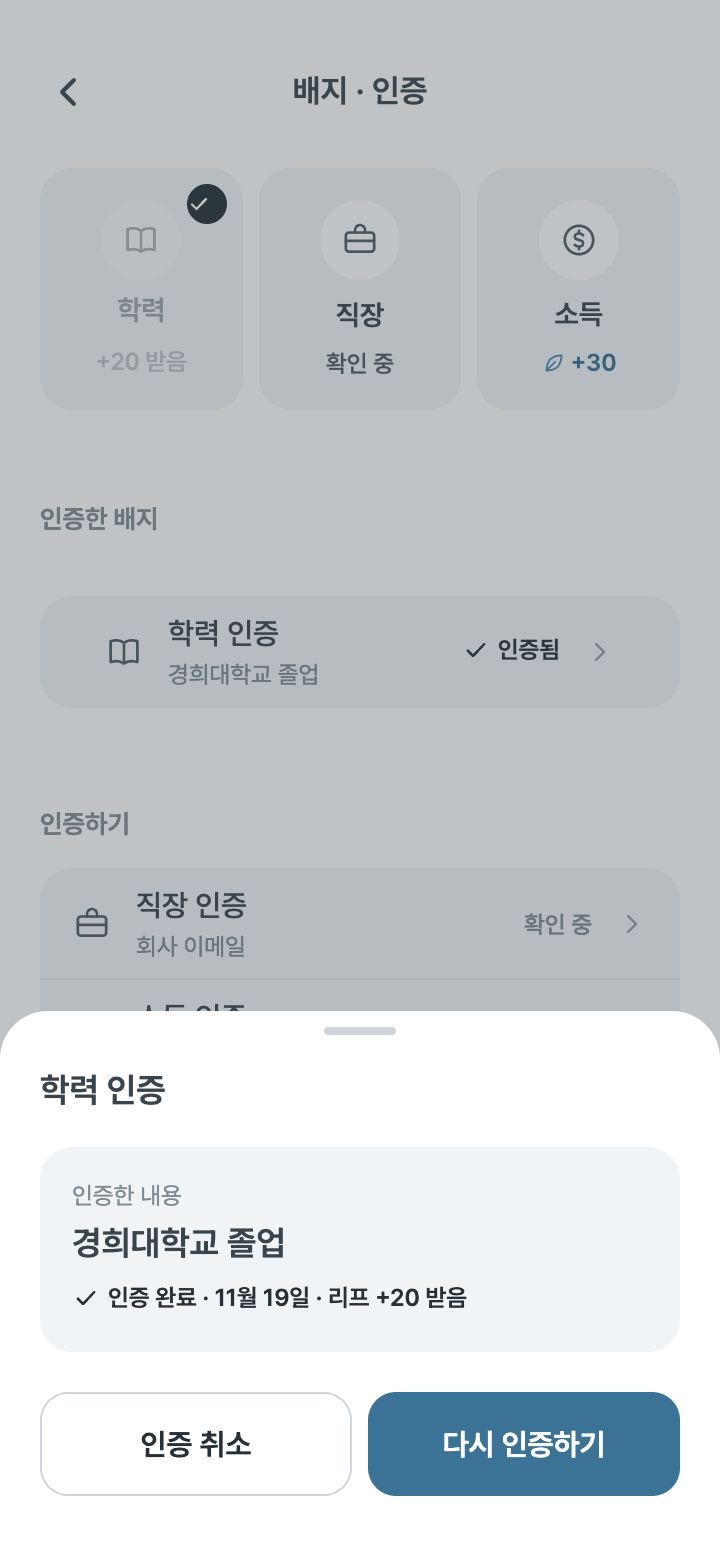 배지 · 인증
학력
+20 받음
직장
확인 중
소득
+30
인증한 배지
학력 인증
경희대학교 졸업
인증됨
인증하기
직장 인증
회사 이메일
확인 중
학력 인증
인증한 내용
경희대학교 졸업
인증 완료 · 11월 19일 · 리프 +20 받음
인증 취소
다시 인증하기